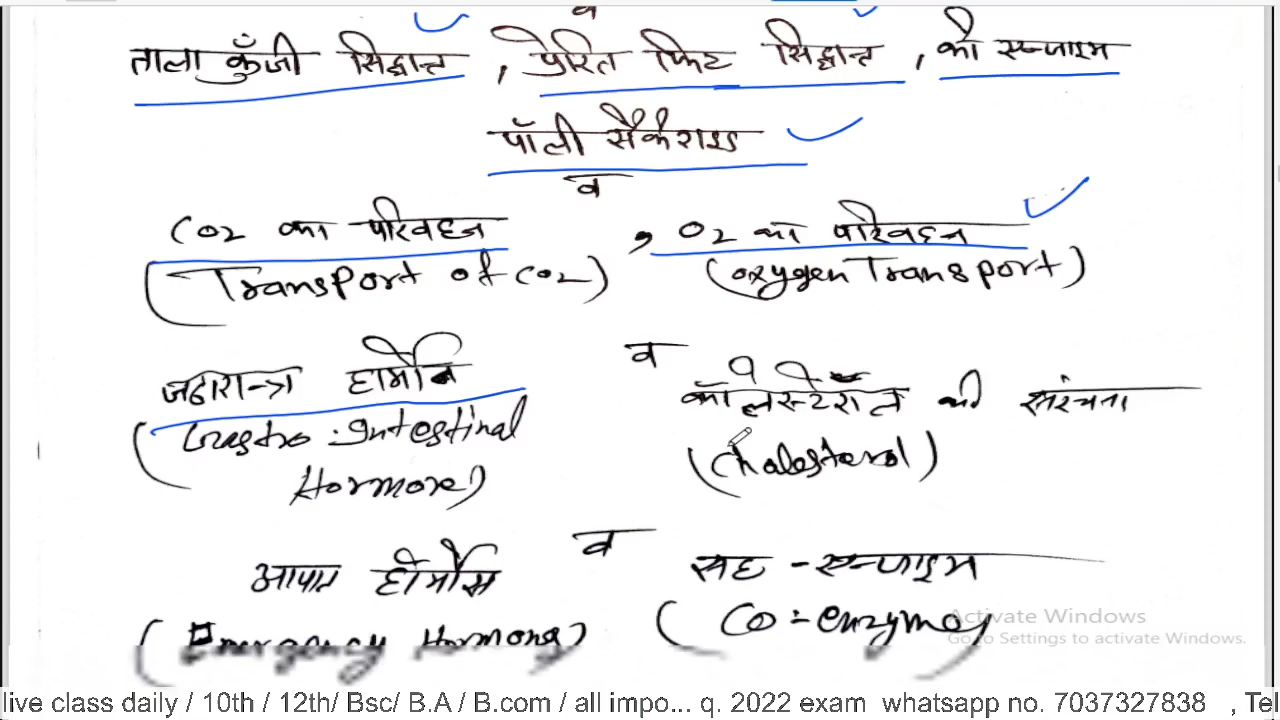 व
ताला कुँजी सिद्धान्त , प्रेरित फिट सिद्धान्त , को एन्जाइम
पॉली सैकैराइड
व
CO2 का परिवहन , O2 का परिवहन
(Transport of CO2) (oxygen Transport)
जठरान्त्र हार्मोन व कॉलेस्टेरॉल की संरचना
(Gastro-Intestinal Hormone) (Cholesterol)
आपात हार्मोन्स व सह - एन्जाइम
(Emergency Hormons) (Co-enzyme)
Activate Windows
Go to Settings to activate Windows.
live class daily / 10th / 12th/ Bsc/ B.A / B.com / all impo... q. 2022 exam whatsapp no. 7037327838 , Tel